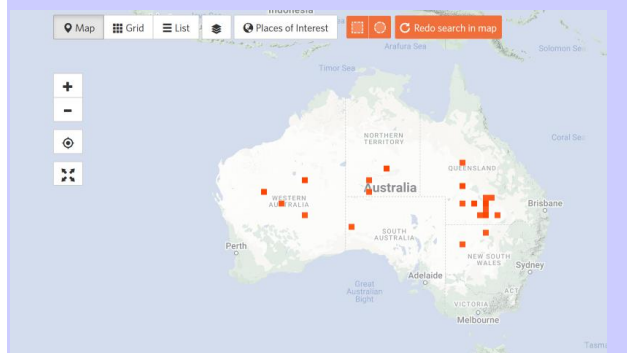 Indonesia
Map
Grid
List
Places of Interest
Redo search in map
Arafura Sea
Solomon Sea
Timor Sea
+
−
NORTHERN
TERRITORY
Coral Sea
QUEENSLAND
Australia
WESTERN
AUSTRALIA
Brisbane
SOUTH
AUSTRALIA
Perth
NEW SOUTH
WALES
Sydney
Adelaide
Great
Australian
Bight
ACT
VICTORIA
Melbourne
Tasma